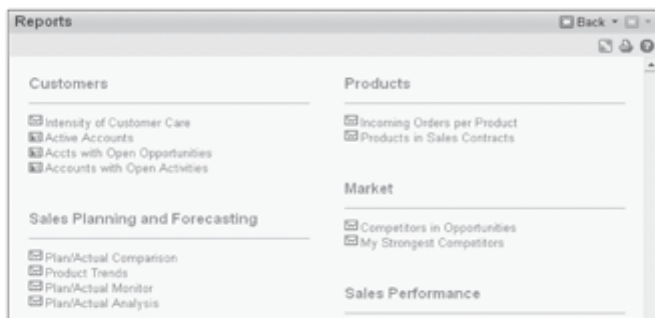 Reports
Back
Customers
Intensity of Customer Care
Active Accounts
Accts with Open Opportunities
Accounts with Open Activities
Sales Planning and Forecasting
Plan/Actual Comparison
Product Trends
Plan/Actual Monitor
Plan/Actual Analysis
Products
Incoming Orders per Product
Products in Sales Contracts
Market
Competitors in Opportunities
My Strongest Competitors
Sales Performance